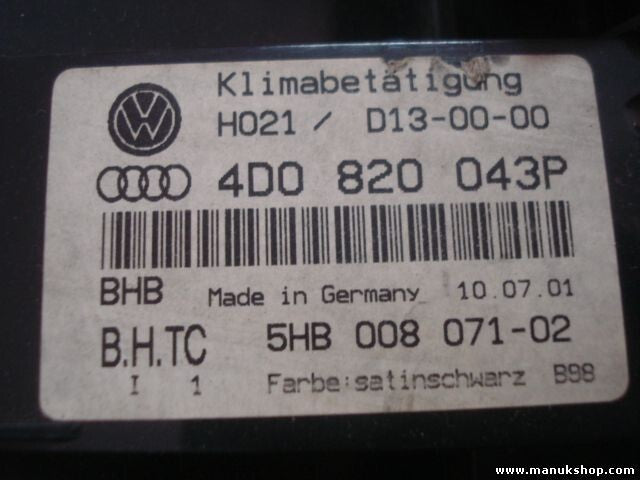 Klimabetätigung
H021 / D13-00-00
4D0 820 043P
BHB Made in Germany 10.07.01
B.H.TC 5HB 008 071-02
I 1 Farbe:satinschwarz B98
www.manukshop.com